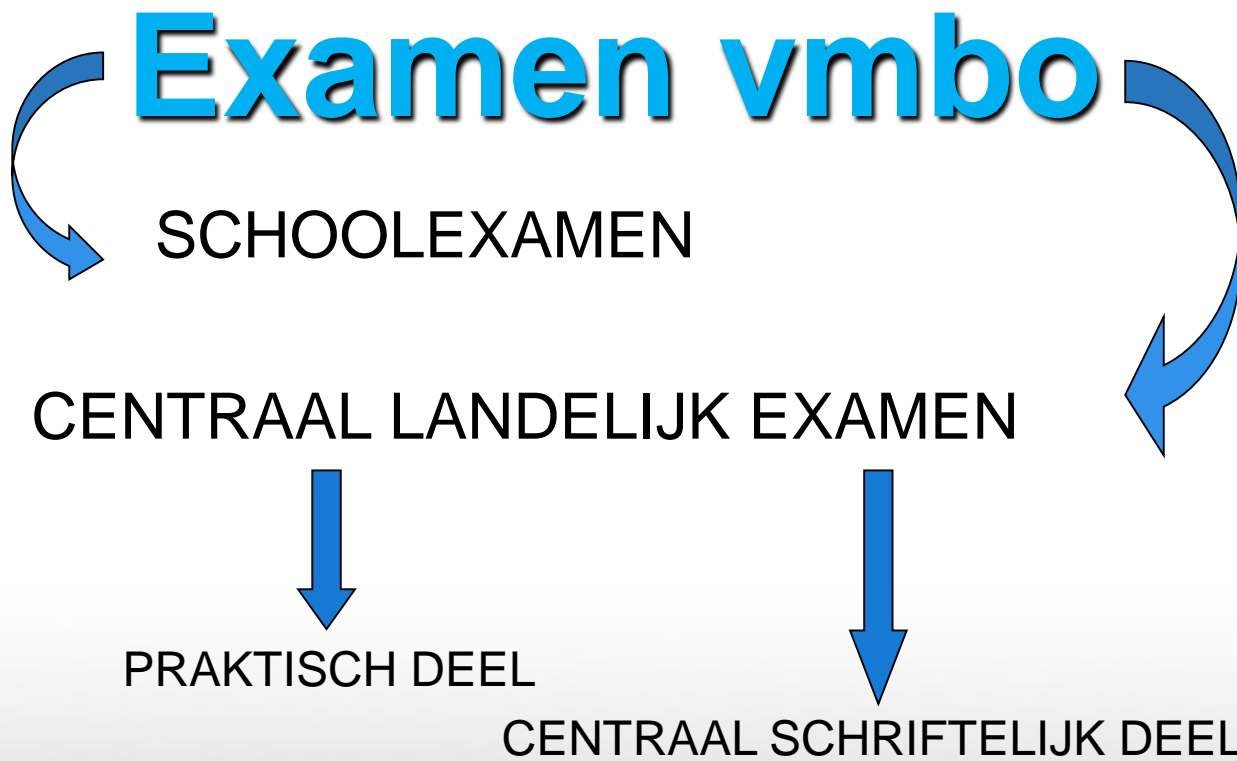 Examen vmbo
SCHOOLEXAMEN
CENTRAAL LANDELIJK EXAMEN
PRAKTISCH DEEL
CENTRAAL SCHRIFTELIJK DEEL